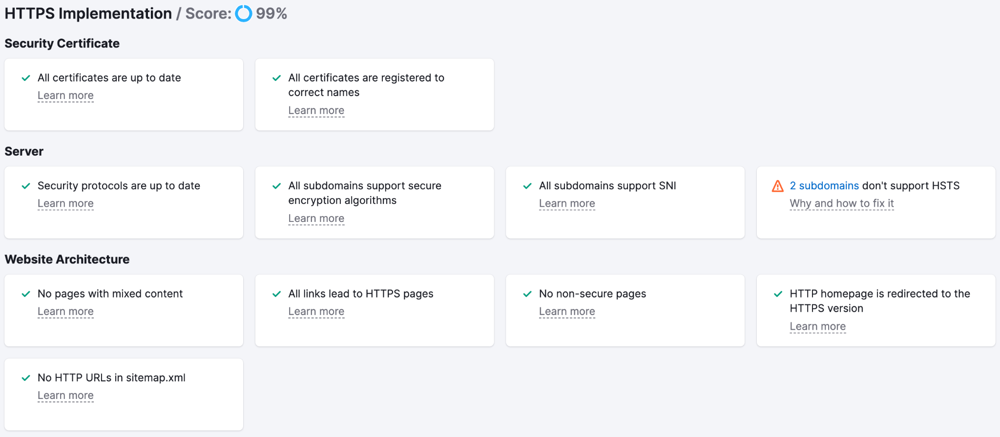 HTTPS Implementation / Score: 99%
Security Certificate
All certificates are up to date
Learn more
All certificates are registered to
correct names
Learn more
Server
Security protocols are up to date
Learn more
All subdomains support secure
encryption algorithms
Learn more
All subdomains support SNI
Learn more
2 subdomains don't support HSTS
Why and how to fix it
Website Architecture
No pages with mixed content
Learn more
All links lead to HTTPS pages
Learn more
No non-secure pages
Learn more
HTTP homepage is redirected to the
HTTPS version
Learn more
No HTTP URLs in sitemap.xml
Learn more